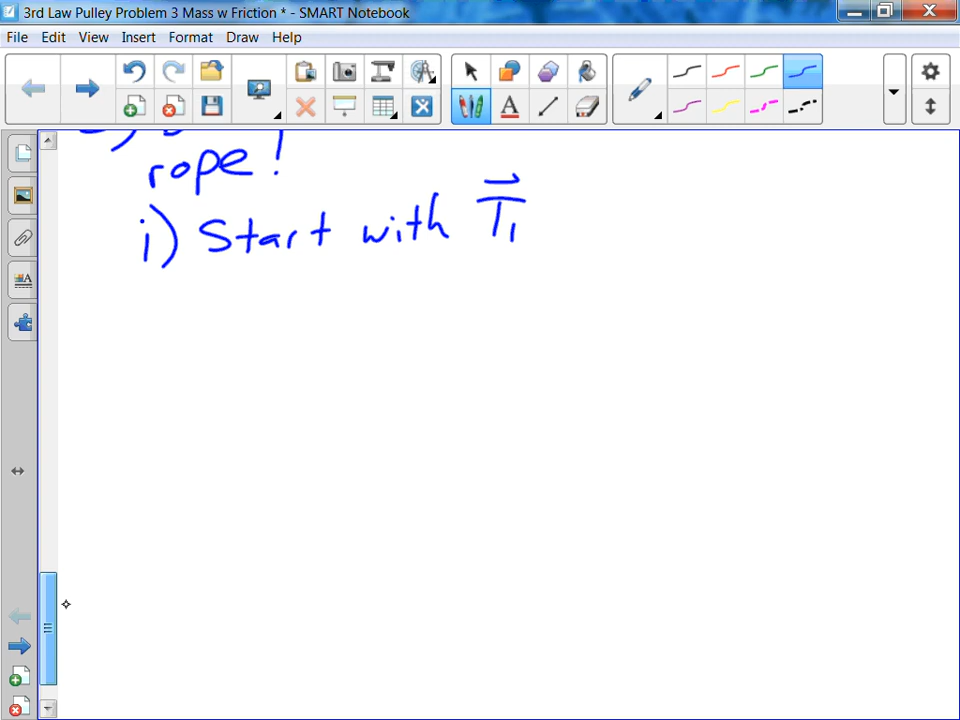 3rd Law Pulley Problem 3 Mass w Friction * - SMART Notebook
File Edit View Insert Format Draw Help
rope!
i) Start with T⃗₁